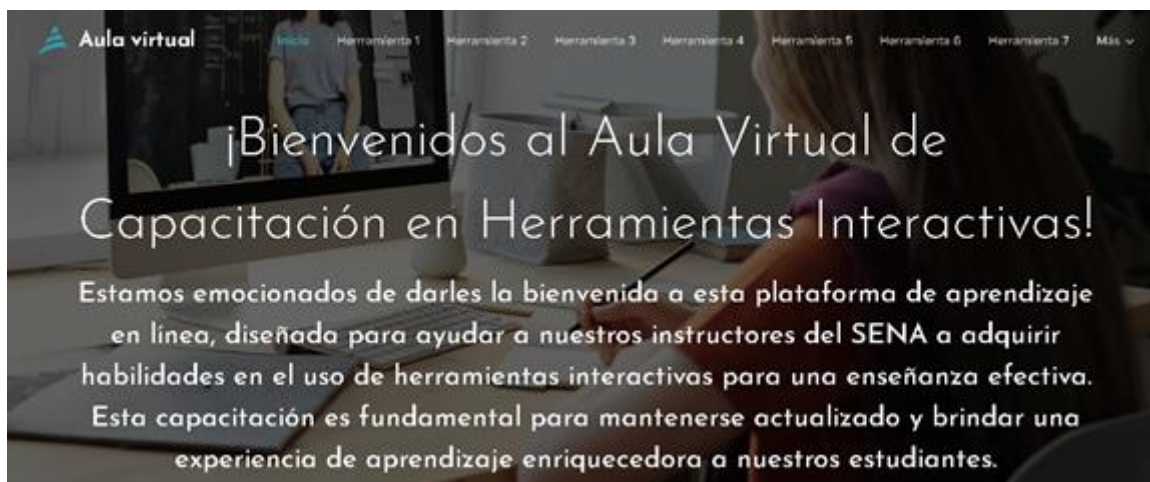 Aula virtual
Inicio Herramienta 1 Herramienta 2 Herramienta 3 Herramienta 4 Herramienta 5 Herramienta 6 Herramienta 7 Más
¡Bienvenidos al Aula Virtual de
Capacitación en Herramientas Interactivas!
Estamos emocionados de darles la bienvenida a esta plataforma de aprendizaje
en línea, diseñada para ayudar a nuestros instructores del SENA a adquirir
habilidades en el uso de herramientas interactivas para una enseñanza efectiva.
Esta capacitación es fundamental para mantenerse actualizado y brindar una
experiencia de aprendizaje enriquecedora a nuestros estudiantes.